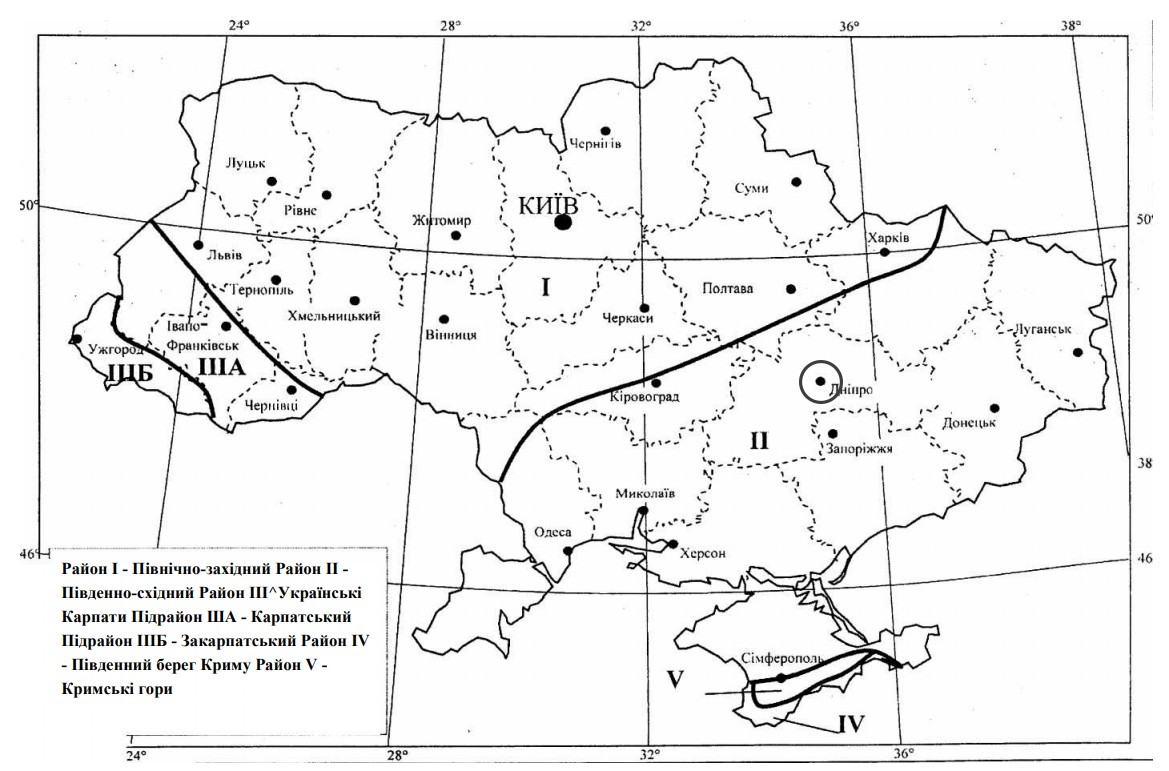 24° 28° 32° 36° 38°
Чернігів
Луцьк
Суми
Рівне
КИЇВ
50°
50°
Житомир
Харків
Львів
Тернопіль
I
Полтава
Хмельницький
Черкаси
Івано-
Луганськ
Вінниця
Ужгород
Франківськ
ІІІБ
ІІІА
Дніпро
Кіровоград
Чернівці
Донецьк
II
Запоріжжя
38
Миколаїв
Одеса
Херсон
46°
46
Район I - Північно-західний Район II -
Південно-східний Район III^Українські
Карпати Підрайон ІІІА - Карпатський
Підрайон ІІІБ - Закарпатський Район IV
- Південний берег Криму Район V -
Кримські гори
Сімферополь
V
IV
24° 28° 32° 36°